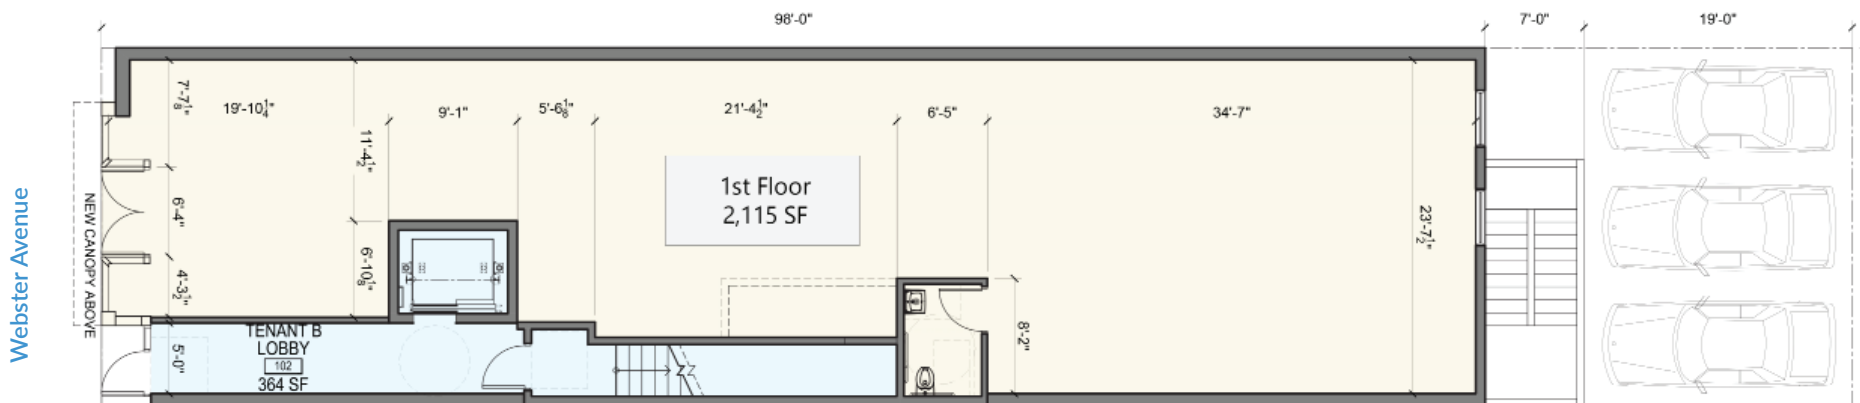 98'-0"
7'-0"
19'-0"
7'-7⅛"
19'-10¼"
11'-4½"
9'-1"
5'-6⅛"
21'-4½"
6'-5"
34'-7"
1st Floor
2,115 SF
Webster Avenue
NEW CANOPY ABOVE
6'-4"
4'-3½"
6'-10⅛"
23'-7½"
TENANT B
LOBBY
102
364 SF
5'-0"
8'-2"